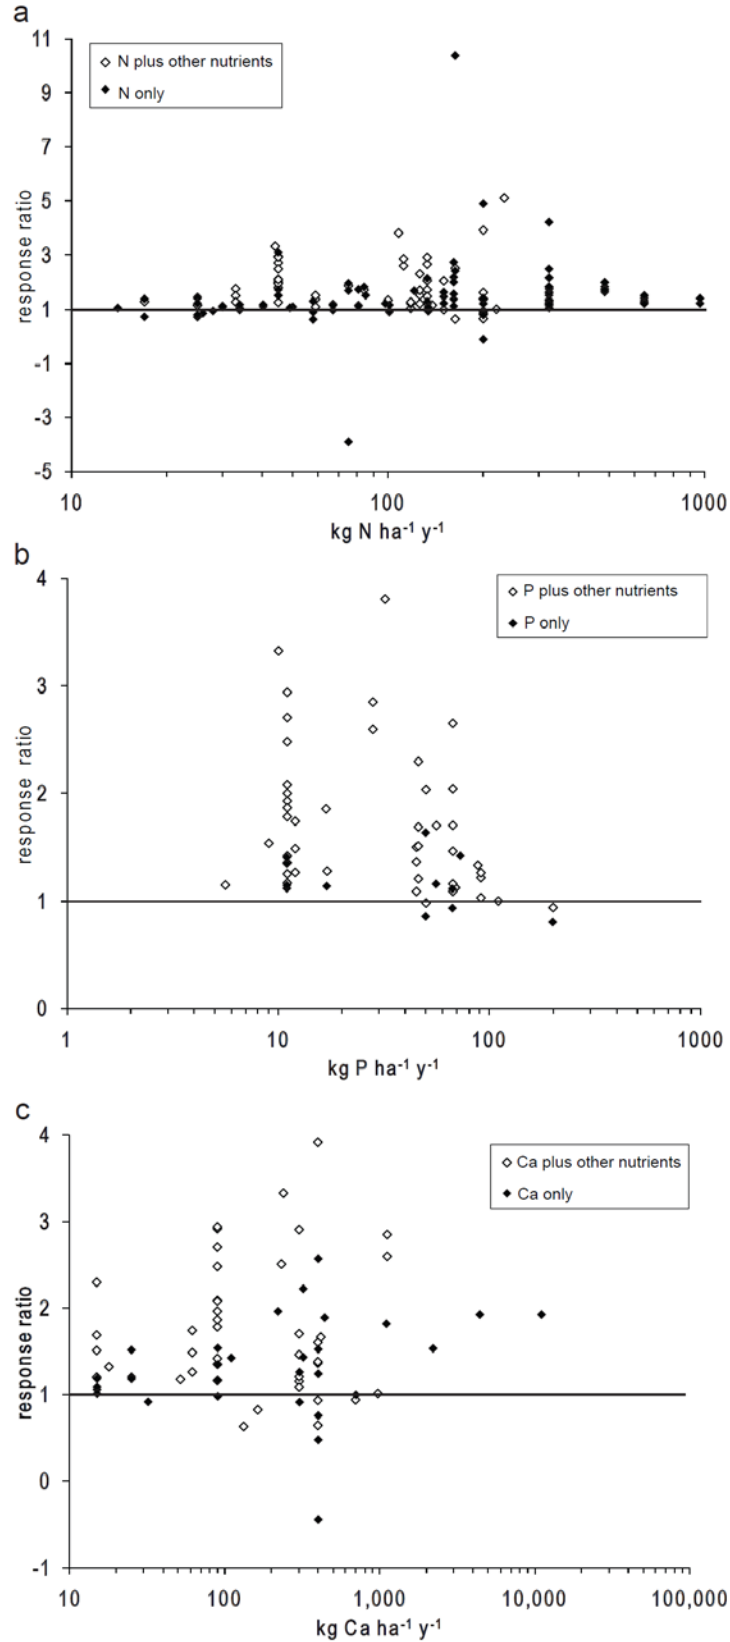 a
11
9
7
5
3
1
-1
-3
-5
response ratio
N plus other nutrients
N only
10
100
1000
kg N ha⁻¹ y⁻¹
b
4
3
2
1
0
response ratio
P plus other nutrients
P only
1
10
100
1000
kg P ha⁻¹ y⁻¹
c
4
3
2
1
0
-1
response ratio
Ca plus other nutrients
Ca only
10
100
1,000
10,000
100,000
kg Ca ha⁻¹ y⁻¹